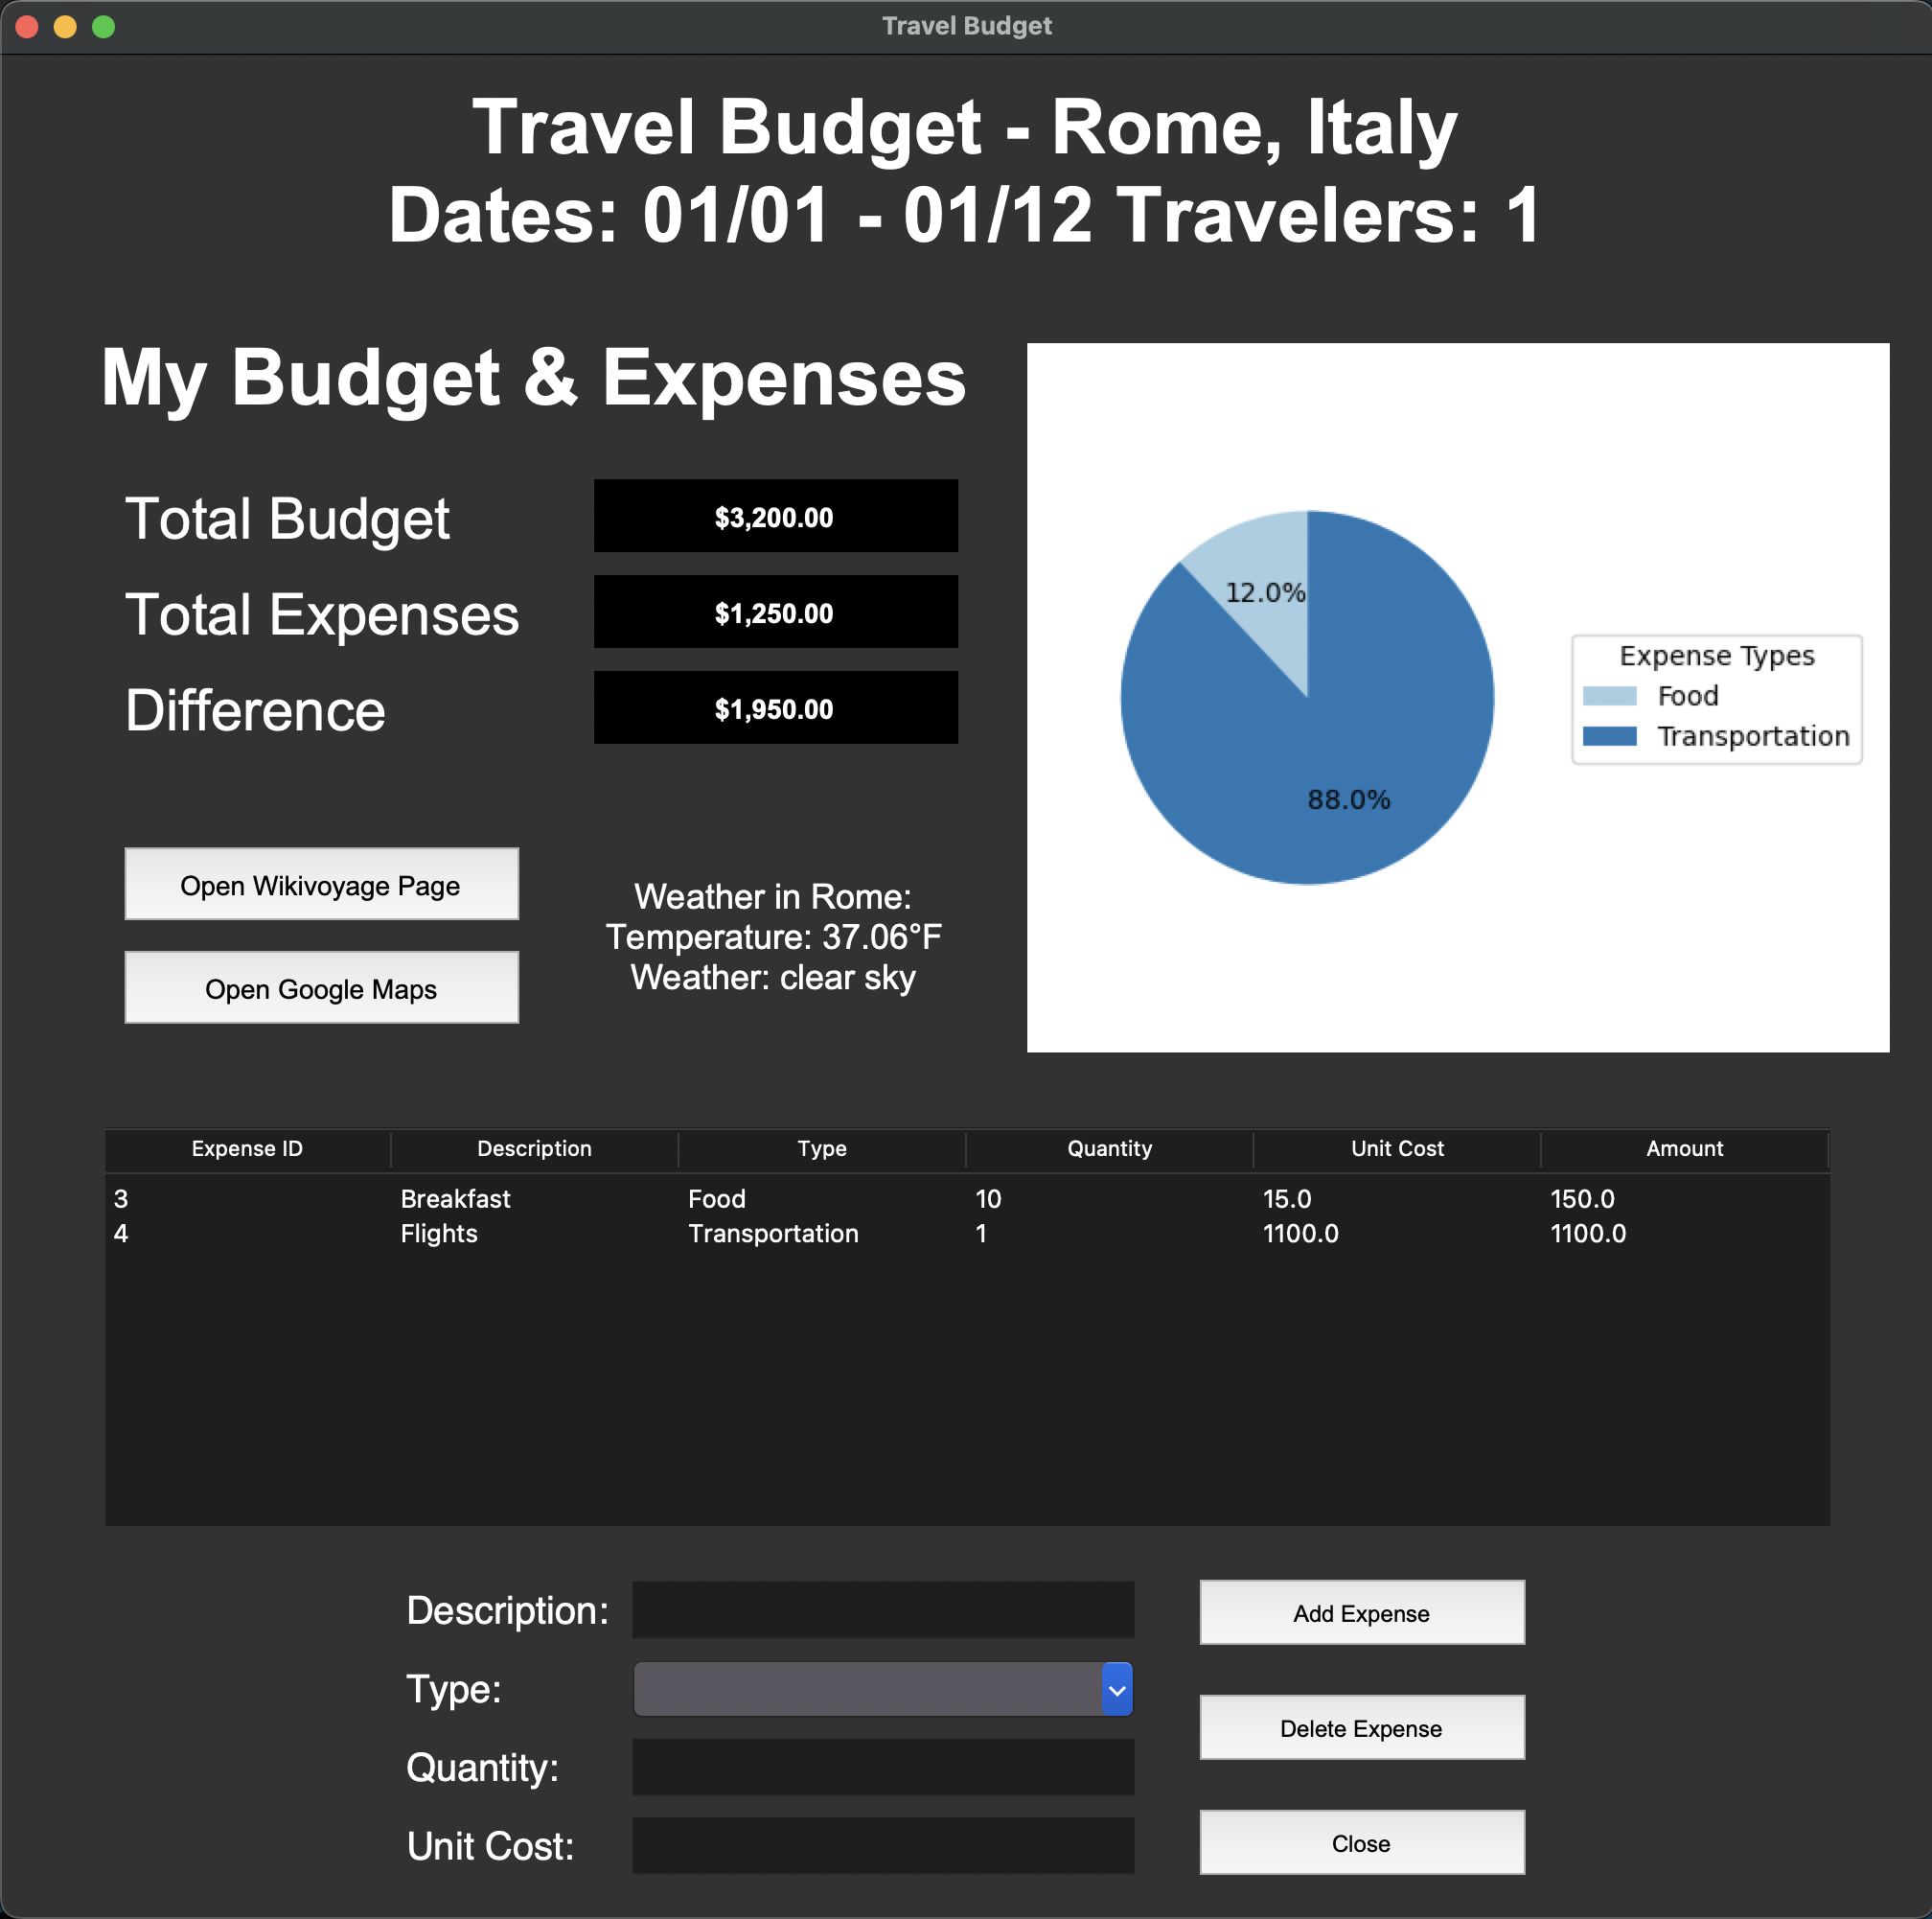 Travel Budget
Travel Budget - Rome, Italy
Dates: 01/01 - 01/12 Travelers: 1
My Budget & Expenses
Total Budget
$3,200.00
Total Expenses
$1,250.00
Difference
$1,950.00
Open Wikivoyage Page
Open Google Maps
Weather in Rome:
Temperature: 37.06°F
Weather: clear sky
12.0%
88.0%
Expense Types
Food
Transportation
Expense ID Description Type Quantity Unit Cost Amount
3 Breakfast Food 10 15.0 150.0
4 Flights Transportation 1 1100.0 1100.0
Description:
Type:
Quantity:
Unit Cost:
Add Expense
Delete Expense
Close